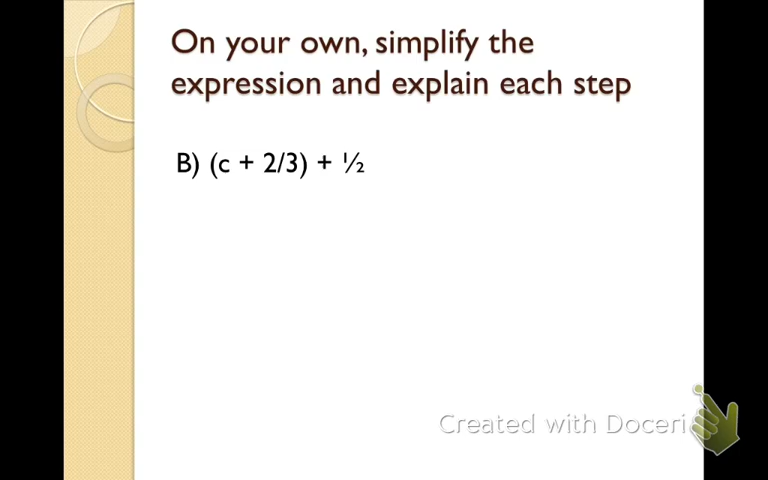 On your own, simplify the
expression and explain each step
B) (c + 2/3) + ½
Created with Doceri